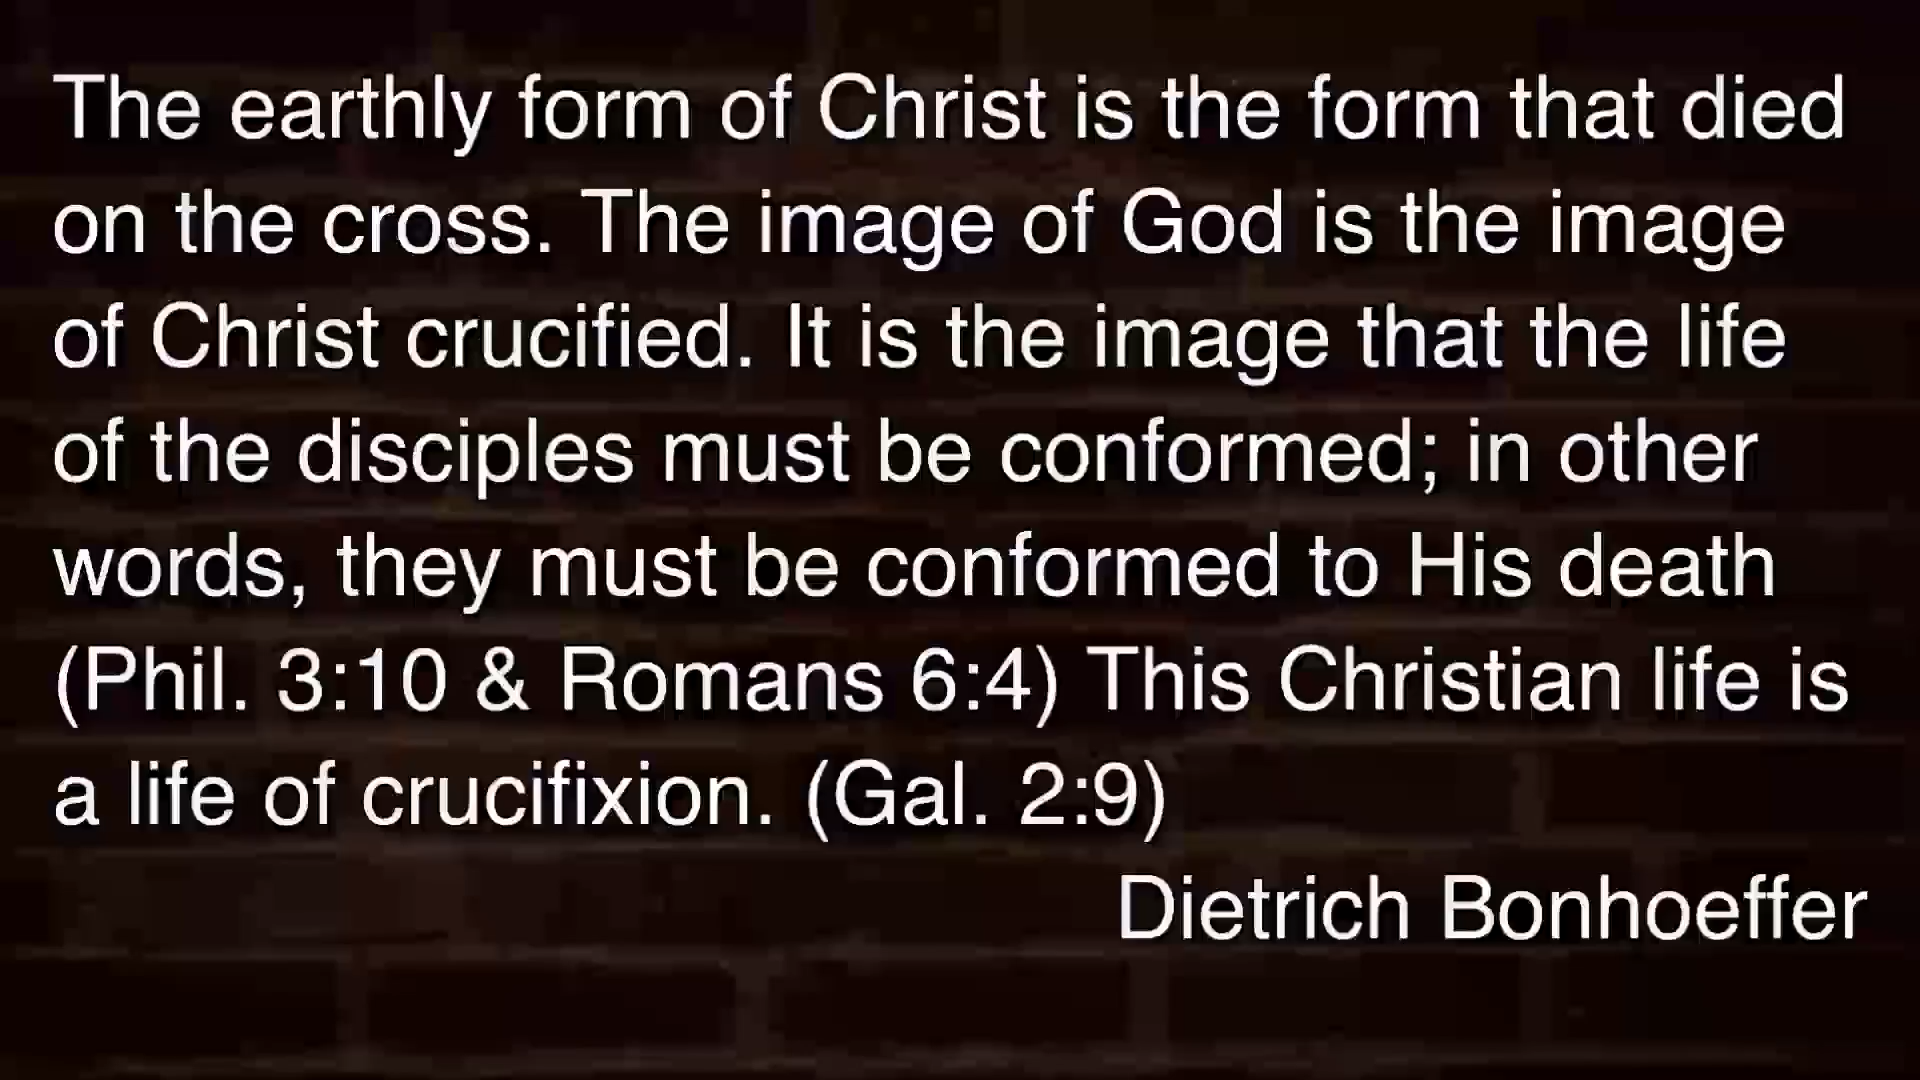 The earthly form of Christ is the form that died
on the cross. The image of God is the image
of Christ crucified. It is the image that the life
of the disciples must be conformed; in other
words, they must be conformed to His death
(Phil. 3:10 & Romans 6:4) This Christian life is
a life of crucifixion. (Gal. 2:9)
Dietrich Bonhoeffer